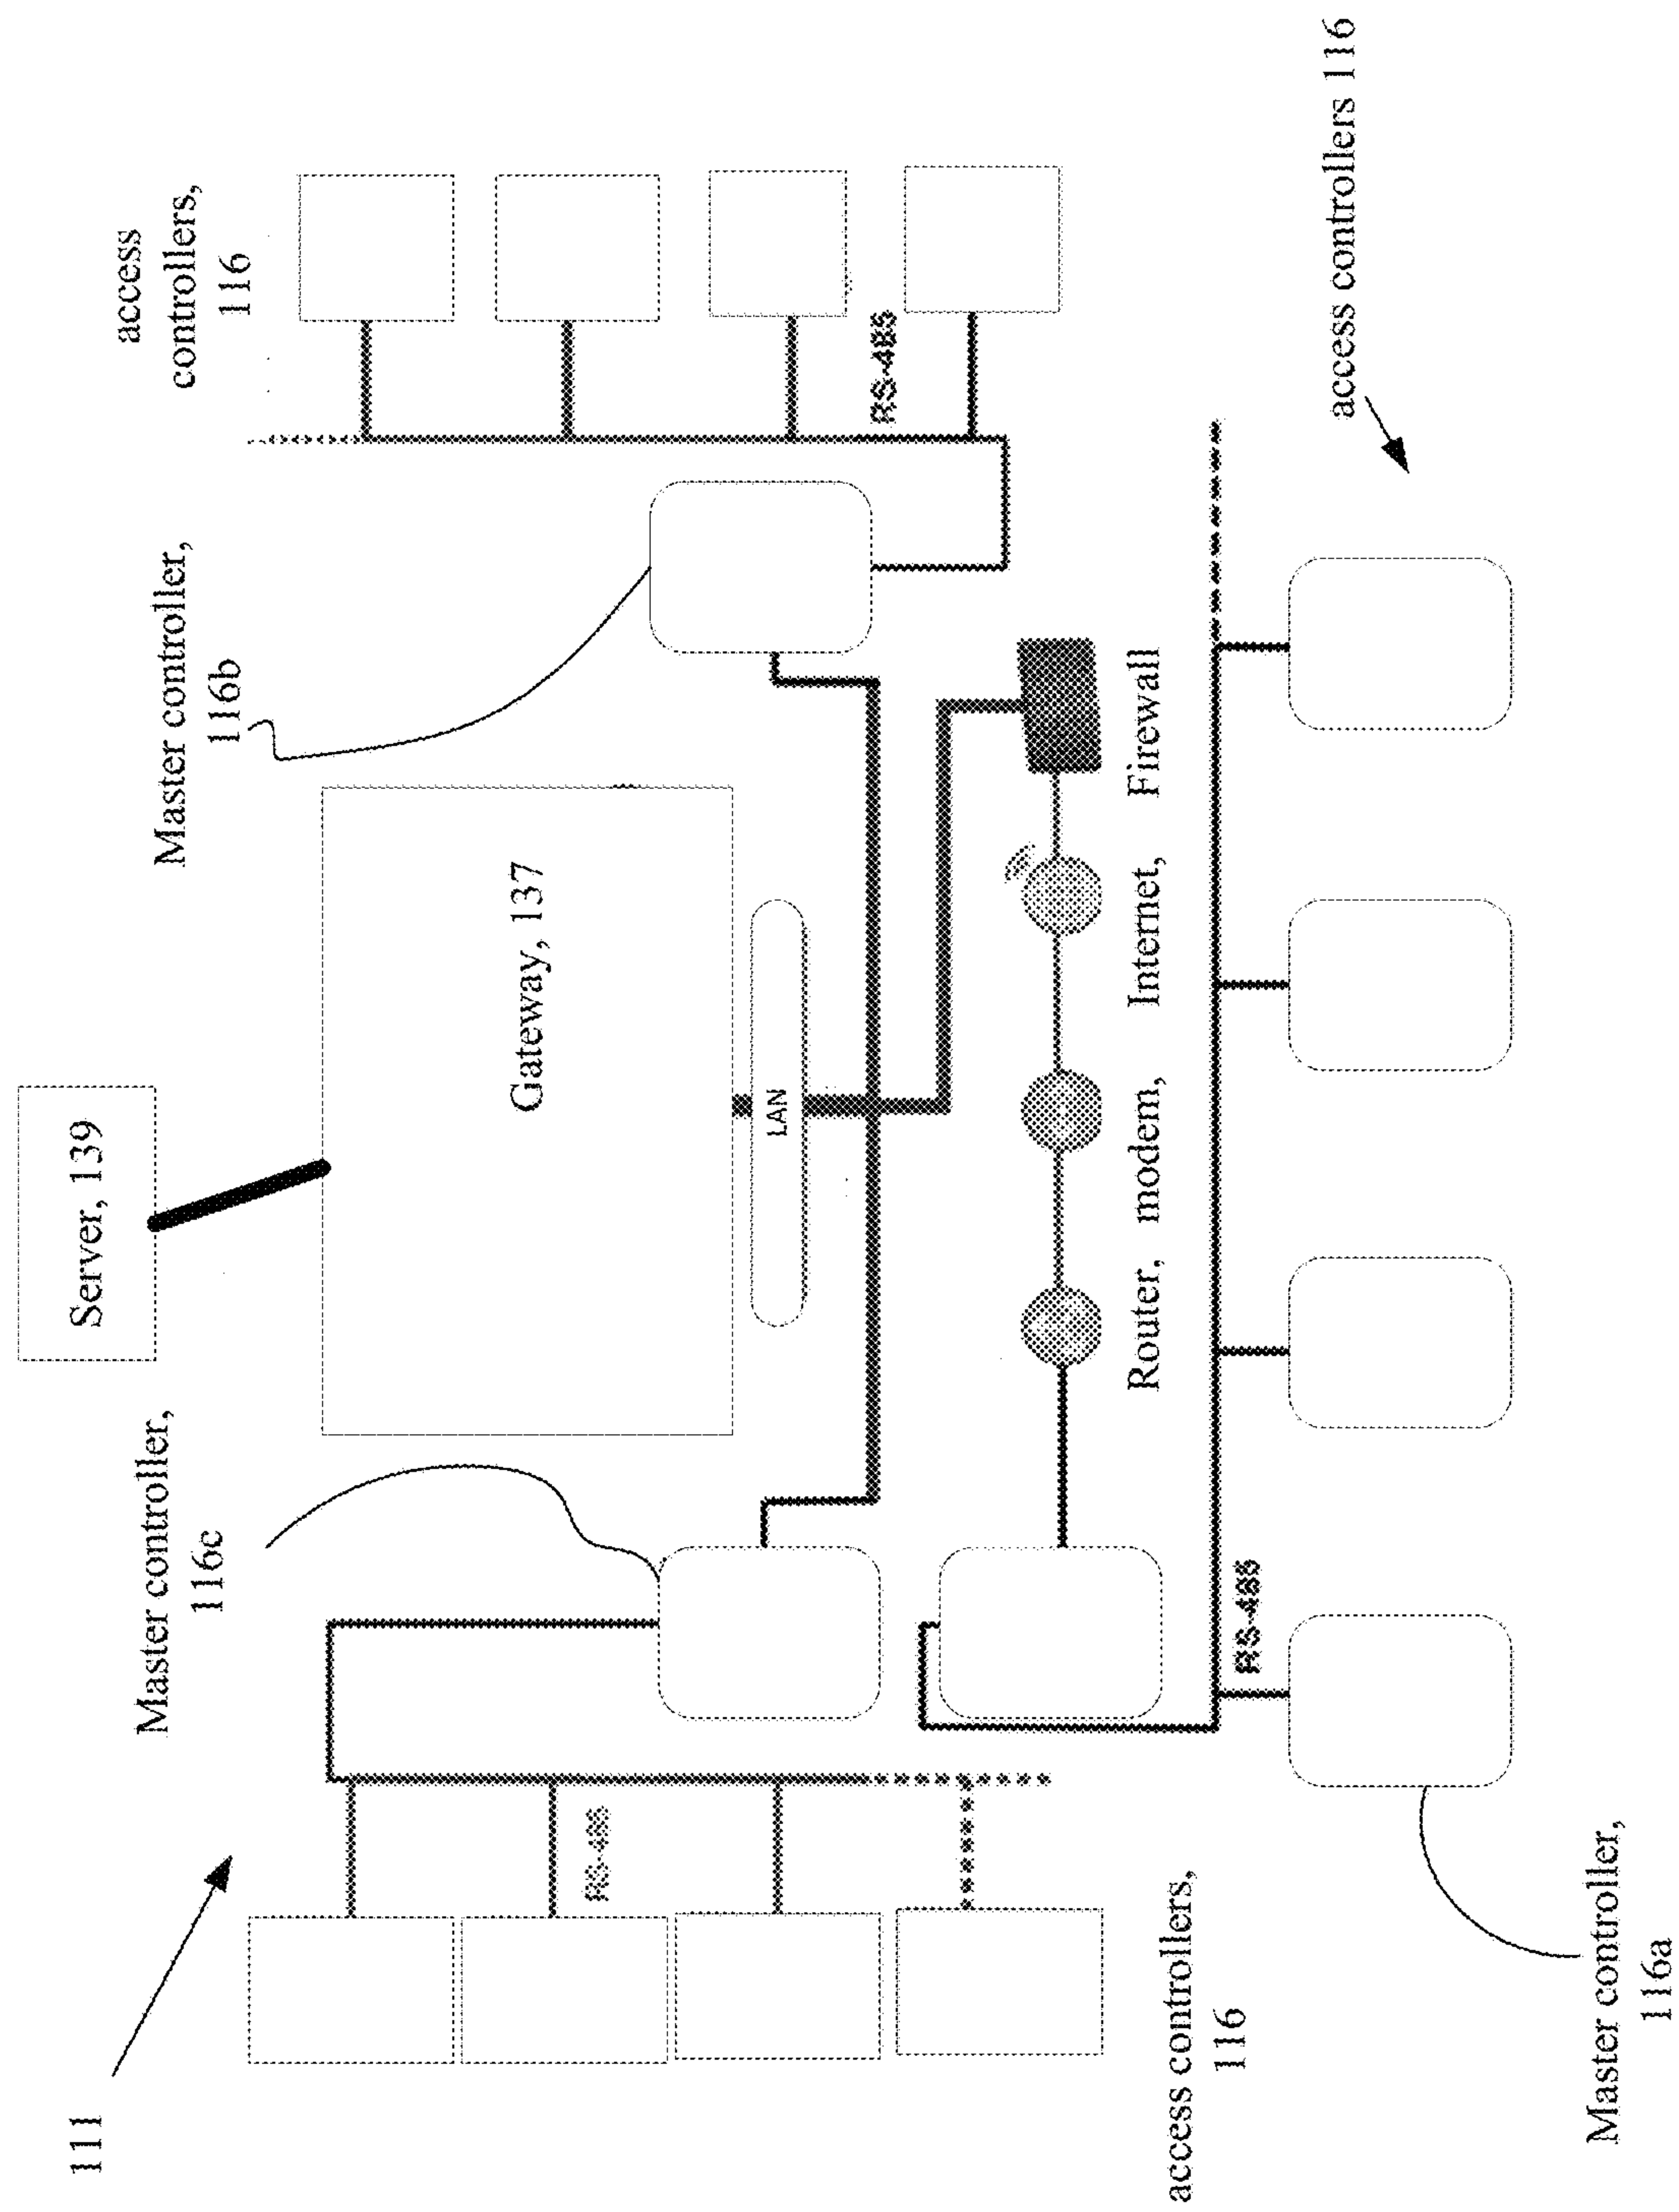 111
Server, 139
Master controller,
116c
Master controller,
116b
access
controllers,
116
Gateway, 137
RS-485
LAN
RS-485
Router, modem, Internet, Firewall
access controllers,
116
RS-485
access controllers 116
Master controller,
116a